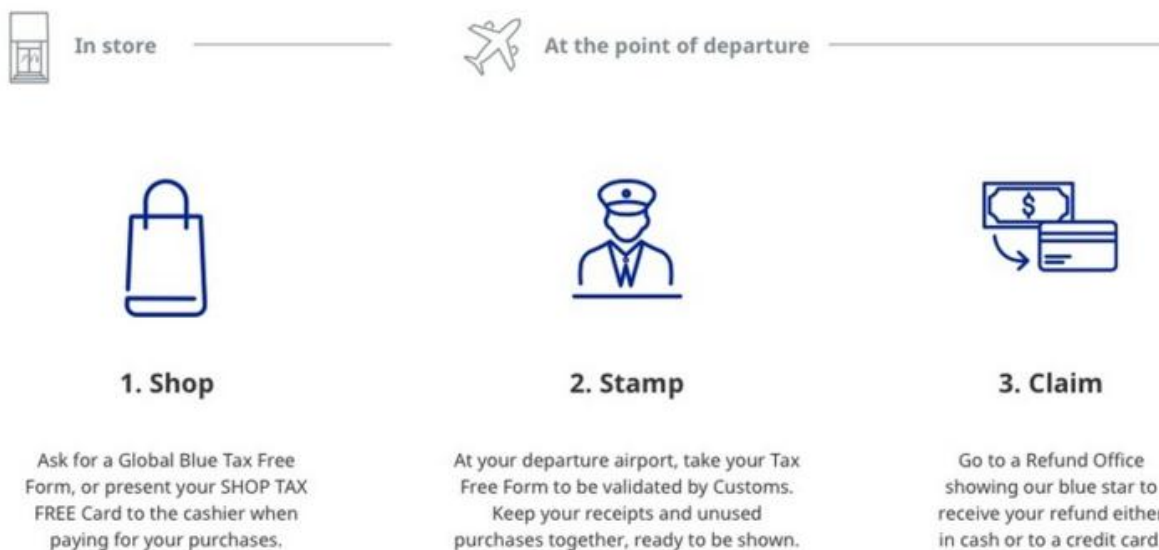 In store
At the point of departure
1. Shop
Ask for a Global Blue Tax Free
Form, or present your SHOP TAX
FREE Card to the cashier when
paying for your purchases.
2. Stamp
At your departure airport, take your Tax
Free Form to be validated by Customs.
Keep your receipts and unused
purchases together, ready to be shown.
$
3. Claim
Go to a Refund Office
showing our blue star to
receive your refund either
in cash or to a credit card